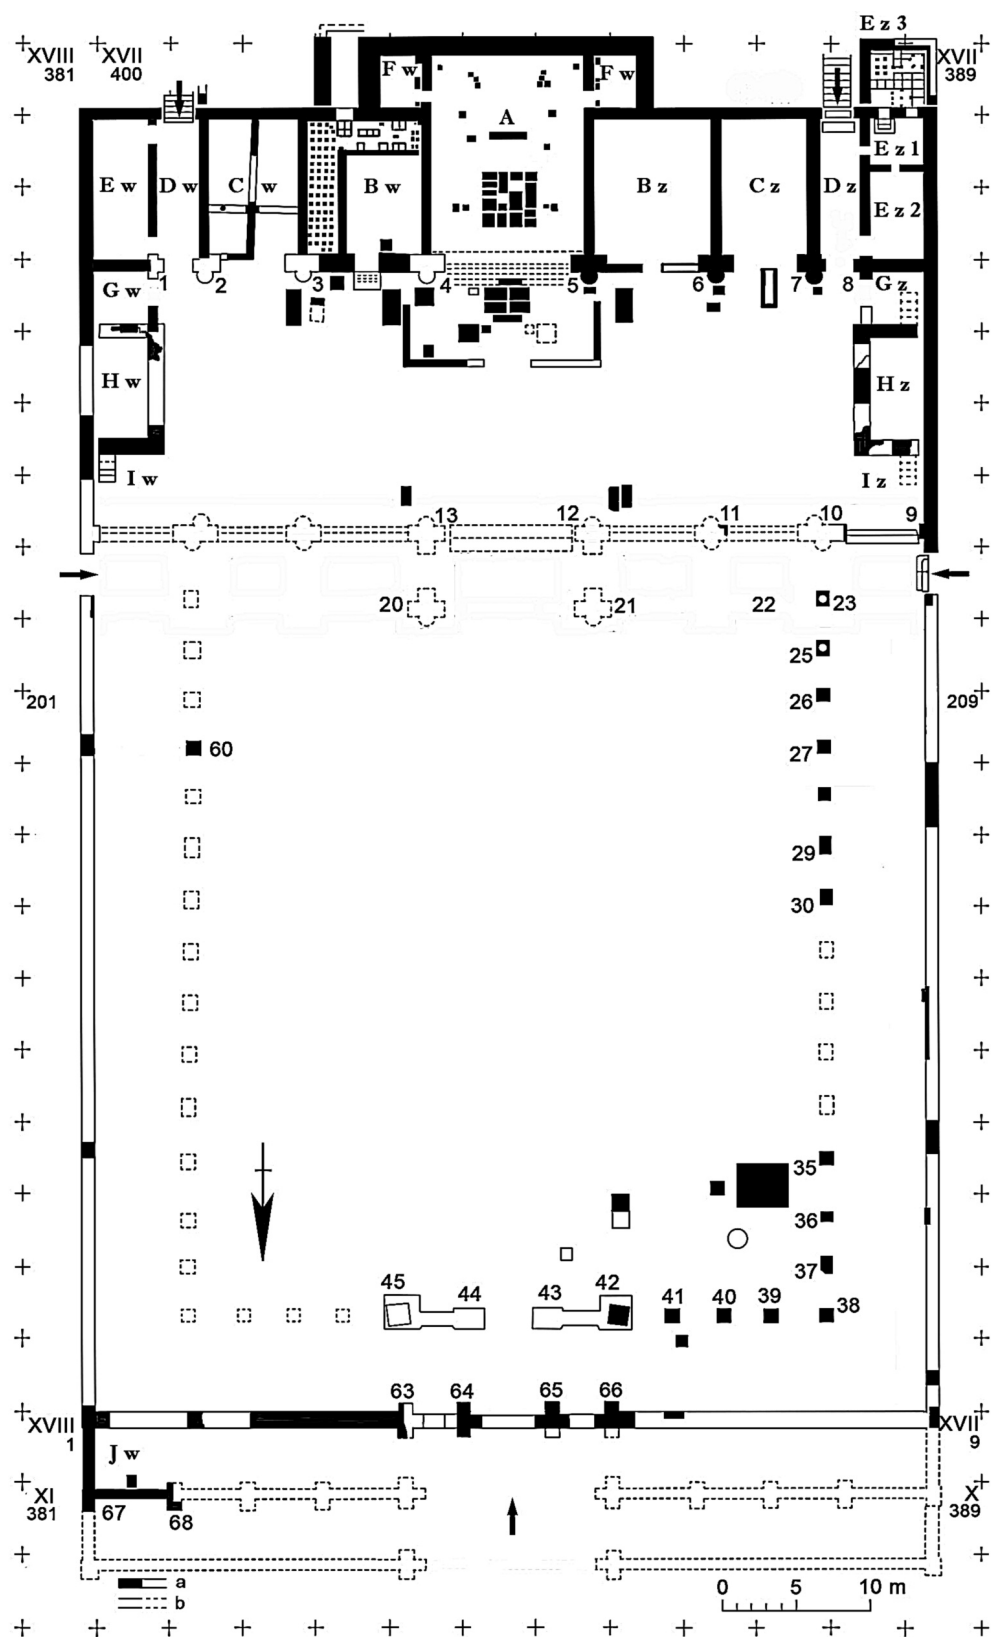 E z 3
XVIII
381
XVII
400
XVII
389
F w
F w
A
E w
D w
C w
B w
B z
C z
D z
E z 1
E z 2
1
2
3
4
5
6
7
8
G w
G z
H w
H z
I w
I z
13
12
11
10
9
20
21
22
23
25
26
201
209
60
27
29
30
35
36
37
45
44
43
42
41
40
39
38
63
64
65
66
XVIII
1
XVII
9
J w
XI
381
67
68
X
389
a
b
0
5
10 m